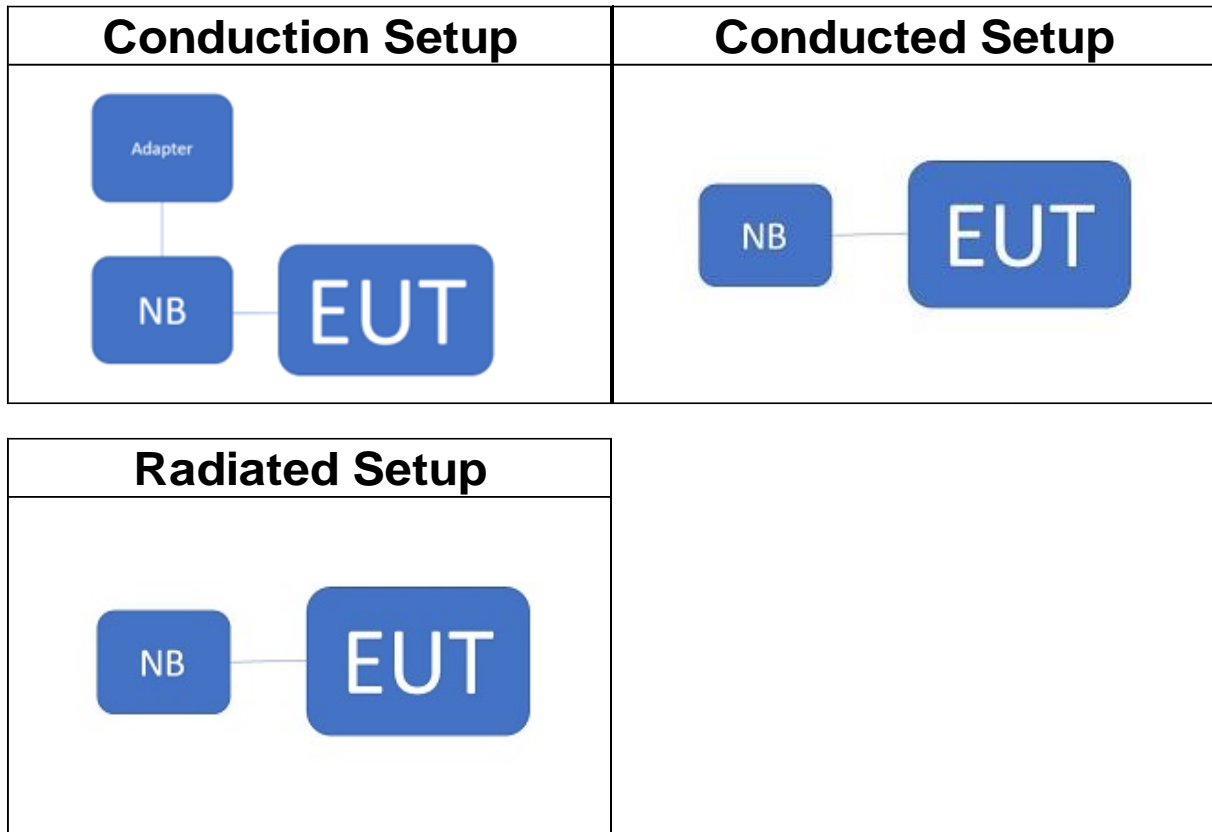 Conduction Setup
Conducted Setup
Adapter
NB
EUT
NB
EUT
Radiated Setup
NB
EUT